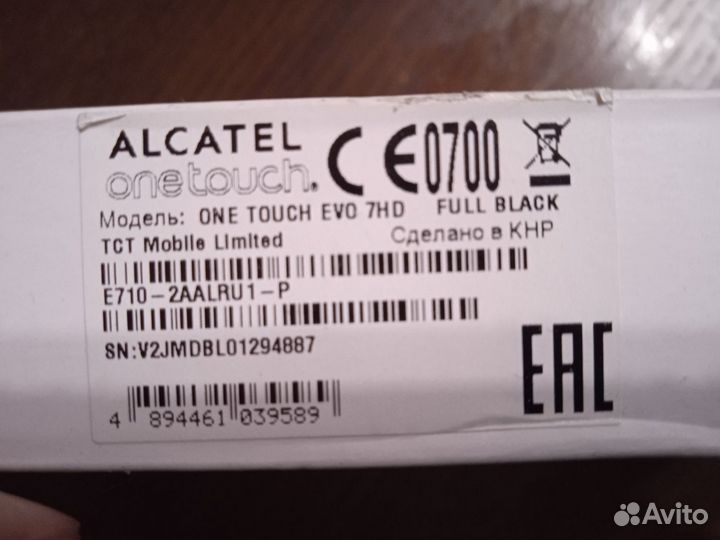 ALCATEL
onetouch.
CE0700
Модель: ONE TOUCH EVO 7HD FULL BLACK
TCT Mobile Limited Сделано в КНР
E710-2AALRU1-P
SN:V2JMDBL01294887
4 894461 039589
EAC
Avito